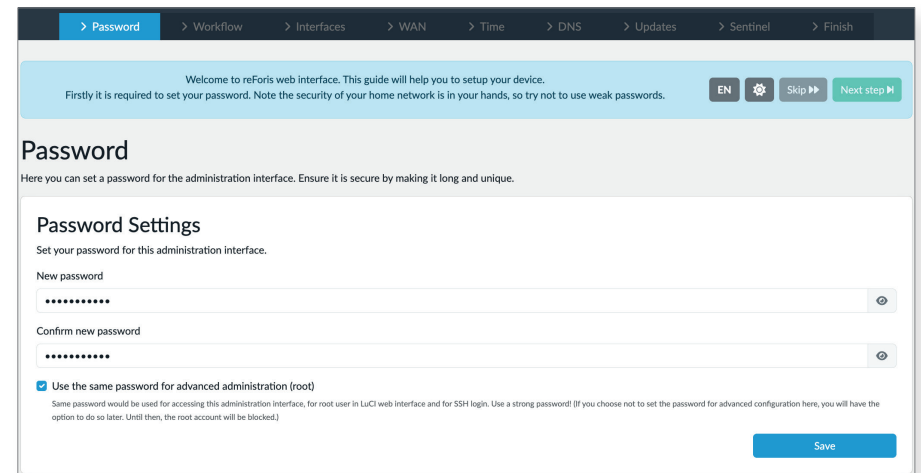 > Password > Workflow > Interfaces > WAN > Time > DNS > Updates > Sentinel > Finish
Welcome to reForis web interface. This guide will help you to setup your device.
Firstly it is required to set your password. Note the security of your home network is in your hands, so try not to use weak passwords.
EN Skip Next step
Password
Here you can set a password for the administration interface. Ensure it is secure by making it long and unique.
Password Settings
Set your password for this administration interface.
New password
•••••••••••
Confirm new password
•••••••••••
Use the same password for advanced administration (root)
Same password would be used for accessing this administration interface, for root user in LuCI web interface and for SSH login. Use a strong password! (If you choose not to set the password for advanced configuration here, you will have the
option to do so later. Until then, the root account will be blocked.)
Save